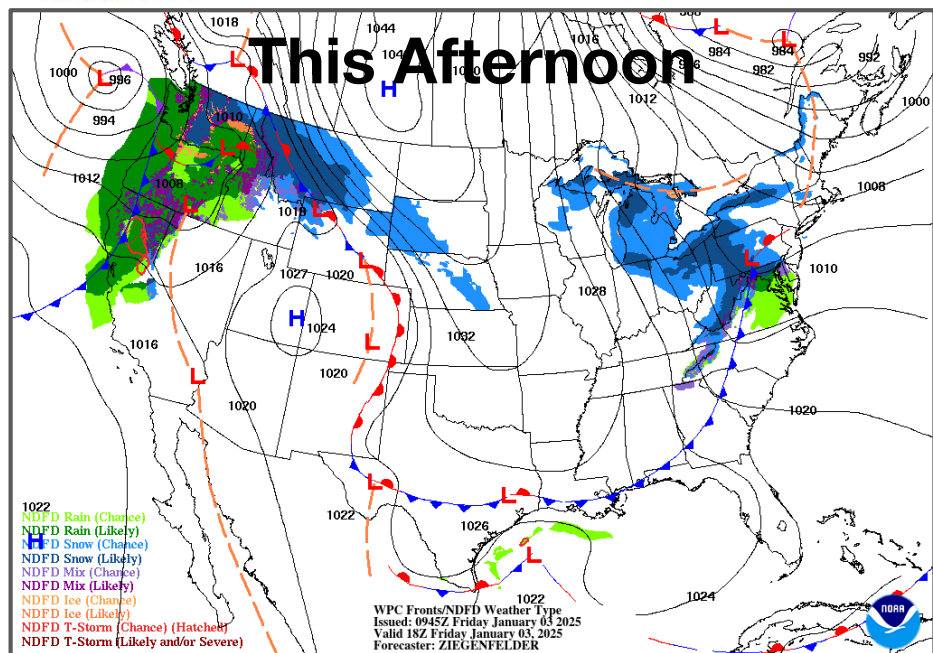 This Afternoon
1018
1044
1016
984
984
992
1000
996
982
994
1012
1000
1010
1012
1008
1008
1018
1016
1027
1020
1010
1028
1024
1016
1032
1020
1020
1020
1022
1022
1026
1022
1024
L
L
L
L
H
L
L
L
L
L
H
L
L
L
L
H
L
NDFD Rain (Chance)
NDFD Rain (Likely)
NDFD Snow (Chance)
NDFD Snow (Likely)
NDFD Mix (Chance)
NDFD Mix (Likely)
NDFD Ice (Chance)
NDFD Ice (Likely)
NDFD T-Storm (Chance) (Hatched)
NDFD T-Storm (Likely and/or Severe)
WPC Fronts/NDFD Weather Type
Issued: 0945Z Friday January 03 2025
Valid 18Z Friday January 03, 2025
Forecaster: ZIEGENFELDER
NOAA